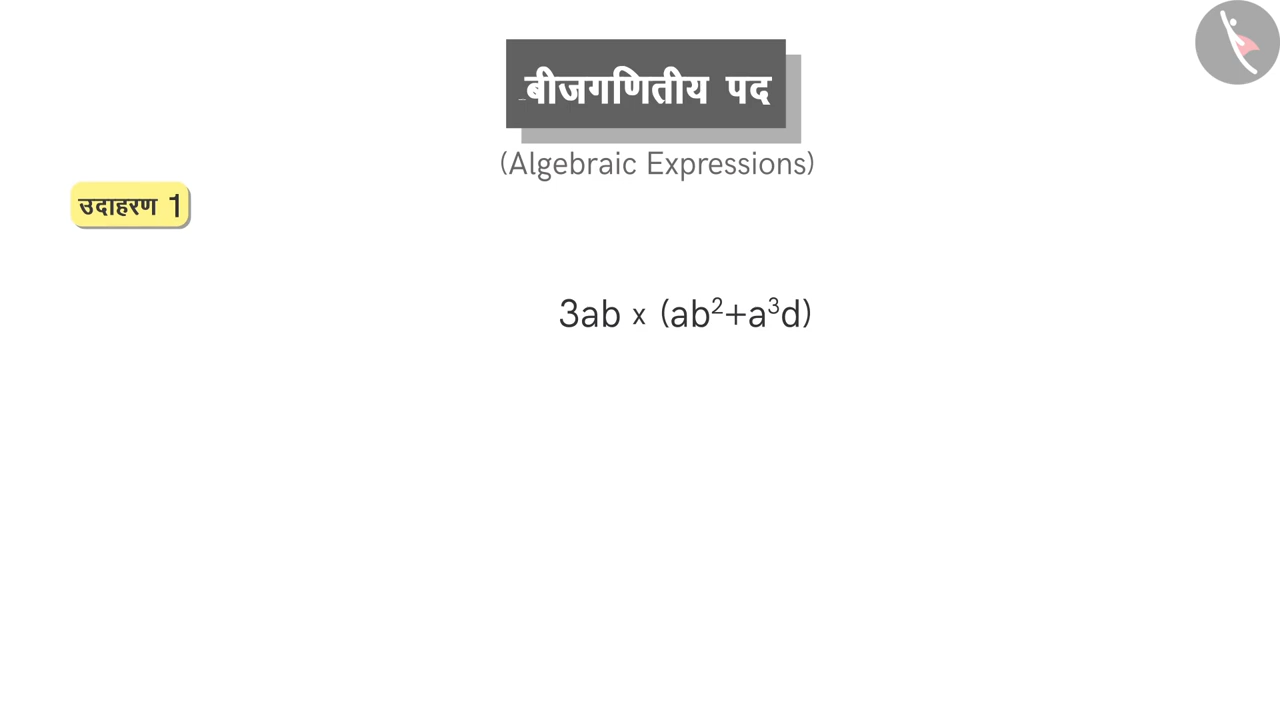 बीजगणितीय पद
(Algebraic Expressions)
उदाहरण 1
3ab x (ab²+a³d)